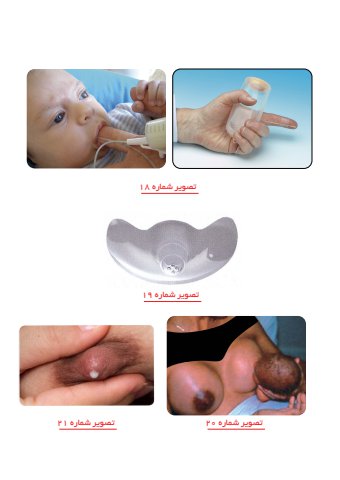 تصویر شماره ۱۸
تصویر شماره ۱۹
تصویر شماره ۲۰
تصویر شماره ۲۱